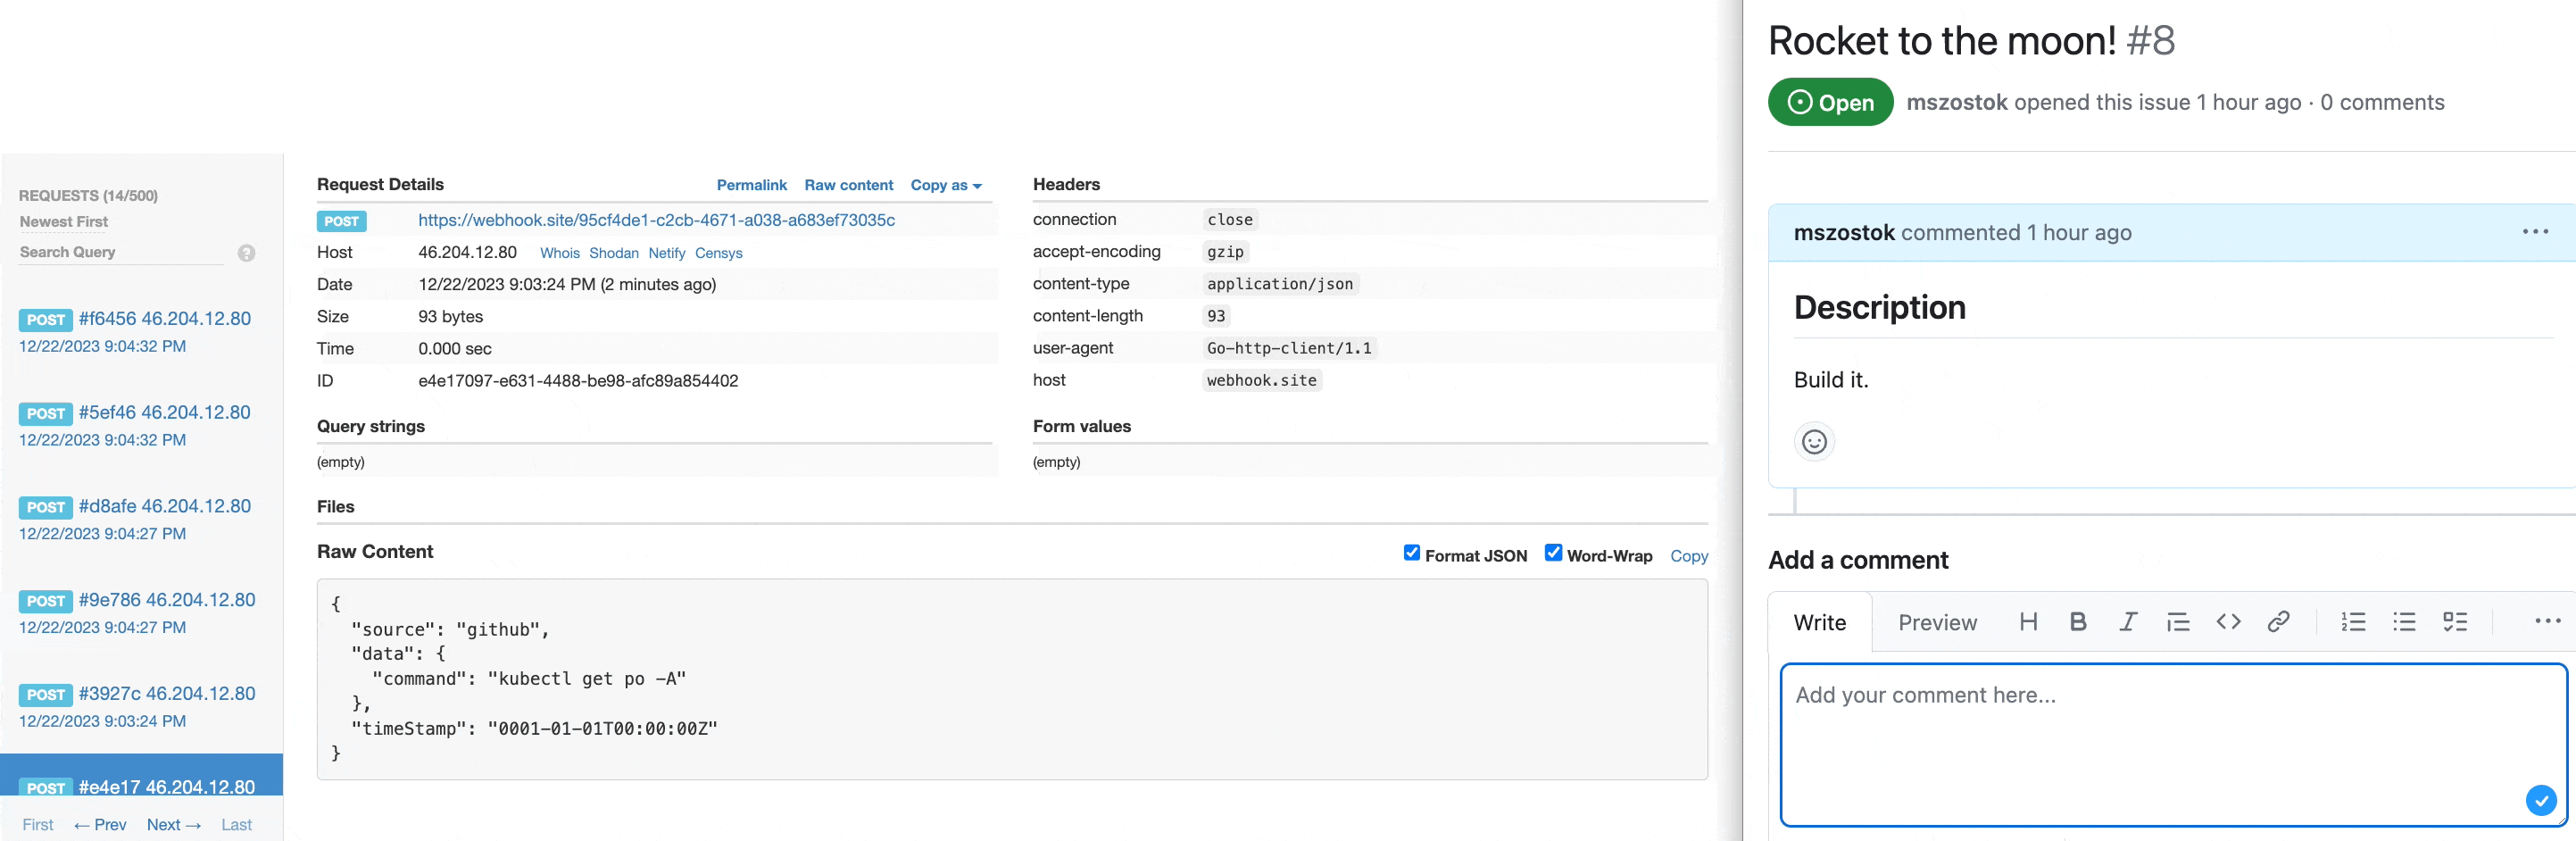 REQUESTS (14/500)
Newest First
Search Query
?
POST #f6456 46.204.12.80
12/22/2023 9:04:32 PM
POST #5ef46 46.204.12.80
12/22/2023 9:04:32 PM
POST #d8afe 46.204.12.80
12/22/2023 9:04:27 PM
POST #9e786 46.204.12.80
12/22/2023 9:04:27 PM
POST #3927c 46.204.12.80
12/22/2023 9:03:24 PM
POST #e4e17 46.204.12.80
First ← Prev Next → Last
Request Details Permalink Raw content Copy as
POST https://webhook.site/95cf4de1-c2cb-4671-a038-a683ef73035c
Host 46.204.12.80 Whois Shodan Netify Censys
Date 12/22/2023 9:03:24 PM (2 minutes ago)
Size 93 bytes
Time 0.000 sec
ID e4e17097-e631-4488-be98-afc89a854402
Query strings
(empty)
Headers
connection close
accept-encoding gzip
content-type application/json
content-length 93
user-agent Go-http-client/1.1
host webhook.site
Form values
(empty)
Files
Raw Content Format JSON Word-Wrap Copy
{
"source": "github",
"data": {
"command": "kubectl get po -A"
},
"timeStamp": "0001-01-01T00:00:00Z"
}
Rocket to the moon! #8
Open mszostok opened this issue 1 hour ago · 0 comments
mszostok commented 1 hour ago
Description
Build it.
Add a comment
Write Preview H B I
Add your comment here...